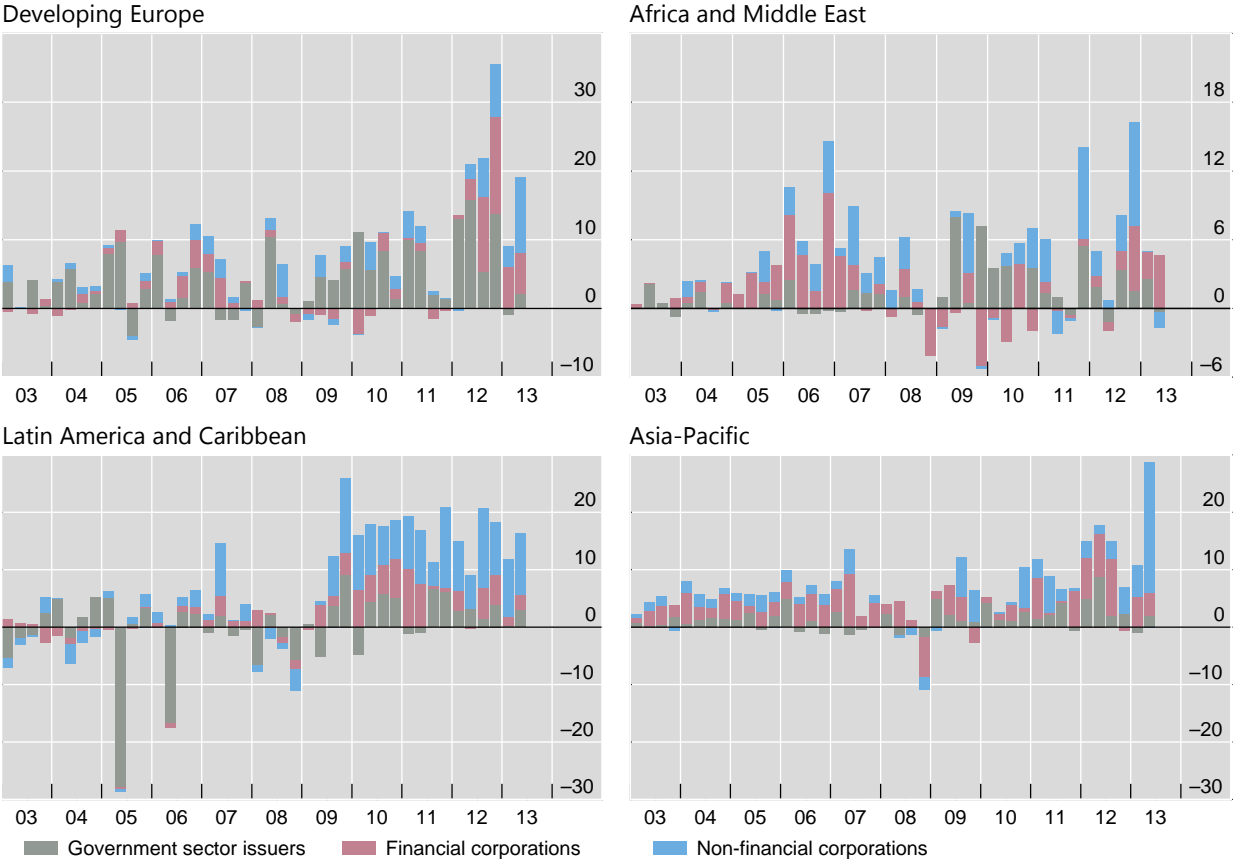 Developing Europe
30
20
10
0
–10
03 04 05 06 07 08 09 10 11 12 13
Africa and Middle East
18
12
6
0
–6
03 04 05 06 07 08 09 10 11 12 13
Latin America and Caribbean
20
10
0
–10
–20
–30
03 04 05 06 07 08 09 10 11 12 13
Asia-Pacific
20
10
0
–10
–20
–30
03 04 05 06 07 08 09 10 11 12 13
Government sector issuers Financial corporations Non-financial corporations